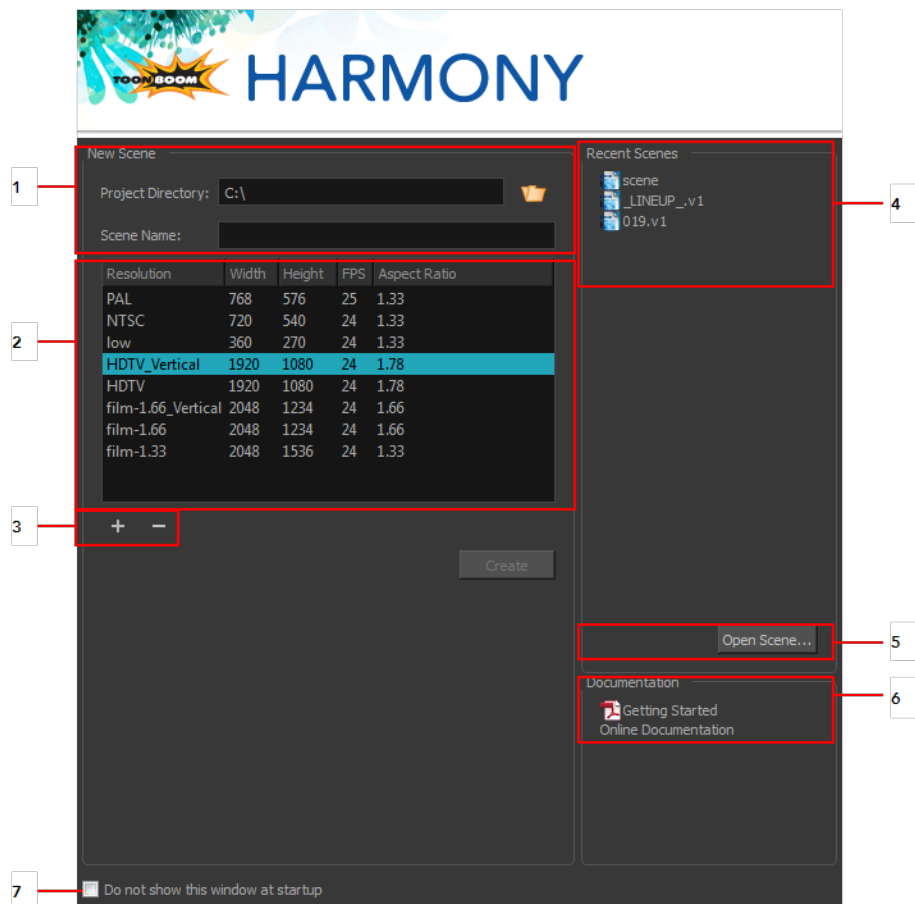 TOON BOOM HARMONY
New Scene
1
Project Directory: C:\
Scene Name:
2
Resolution Width Height FPS Aspect Ratio
PAL 768 576 25 1.33
NTSC 720 540 24 1.33
low 360 270 24 1.33
HDTV_Vertical 1920 1080 24 1.78
HDTV 1920 1080 24 1.78
film-1.66_Vertical 2048 1234 24 1.66
film-1.66 2048 1234 24 1.66
film-1.33 2048 1536 24 1.33
3
+ −
Create
Recent Scenes
scene
_LINEUP_.v1
019.v1
4
Open Scene...
5
Documentation
6
Getting Started
Online Documentation
7
Do not show this window at startup